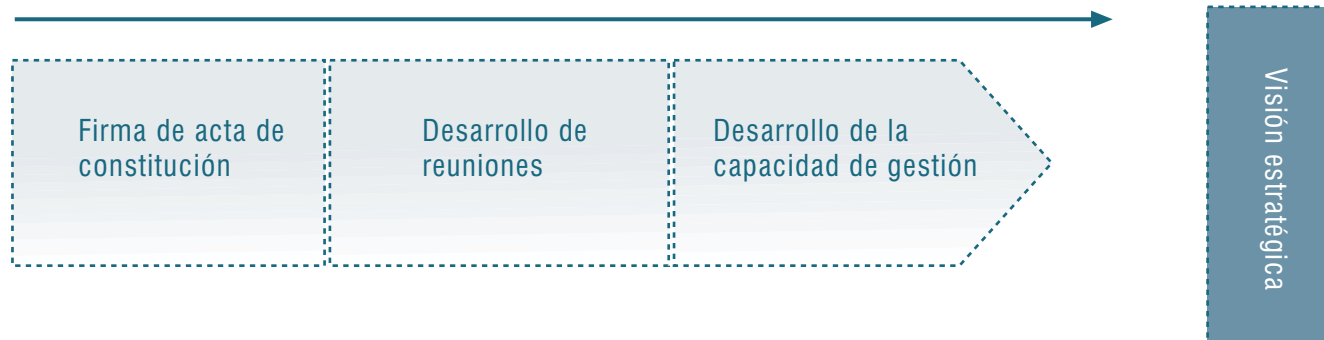 Firma de acta de
constitución
Desarrollo de
reuniones
Desarrollo de la
capacidad de gestión
Visión estratégica